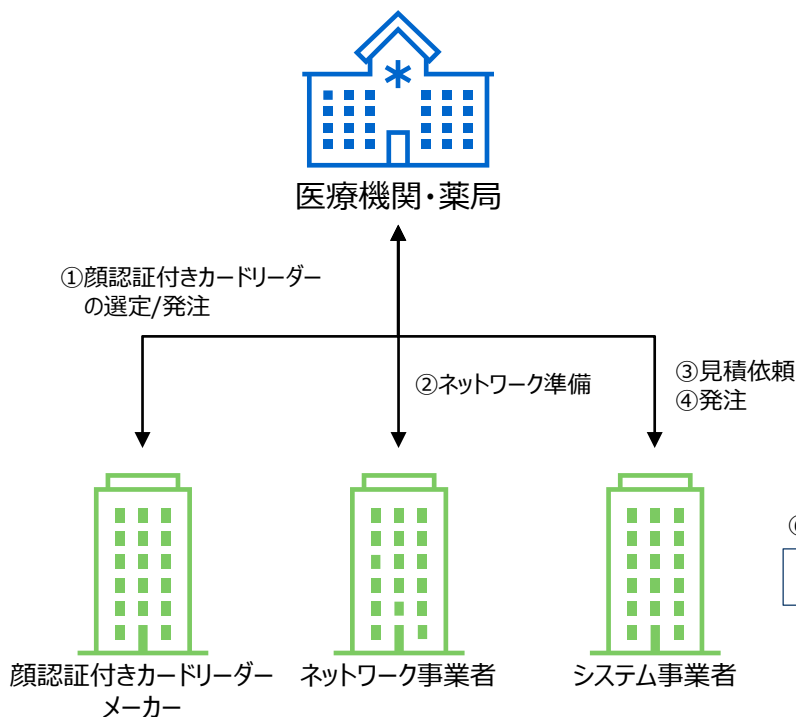 医療機関・薬局
①顔認証付きカードリーダー
の選定/発注
②ネットワーク準備
③見積依頼
④発注
顔認証付きカードリーダー
メーカー
ネットワーク事業者
システム事業者